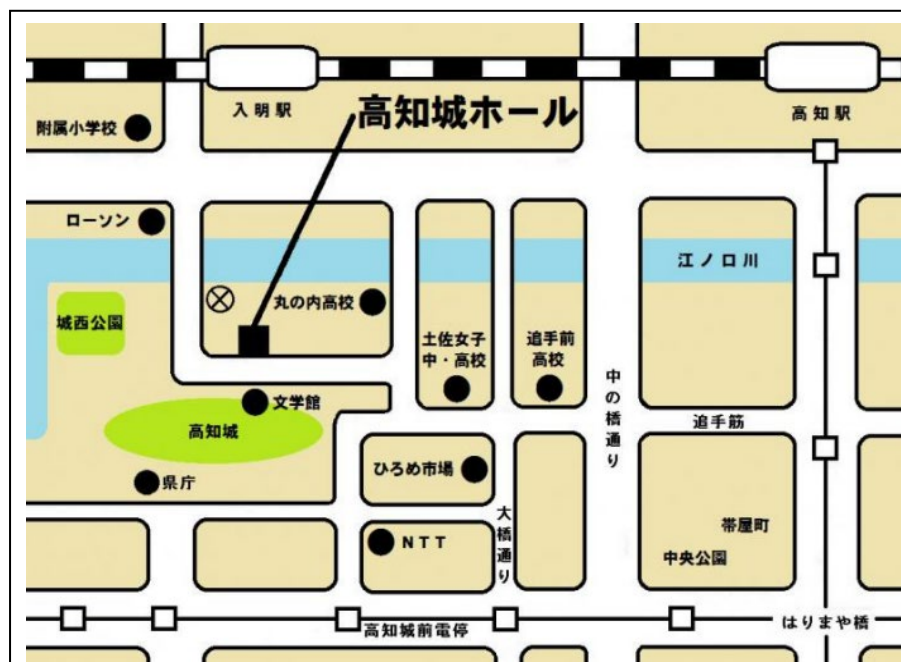 入明駅
高知駅
高知城ホール
附属小学校
ローソン
江ノ口川
丸の内高校
城西公園
土佐女子
中・高校
追手前
高校
中の橋通り
文学館
高知城
追手筋
ひろめ市場
県庁
大橋通り
帯屋町
NTT
中央公園
高知城前電停
はりまや橋